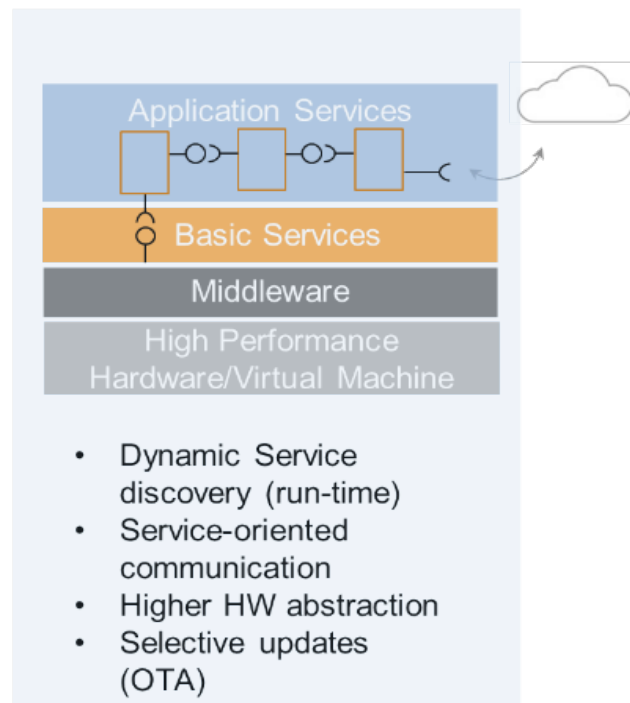 Application Services
Basic Services
Middleware
High Performance
Hardware/Virtual Machine
• Dynamic Service
discovery (run-time)
• Service-oriented
communication
• Higher HW abstraction
• Selective updates
(OTA)